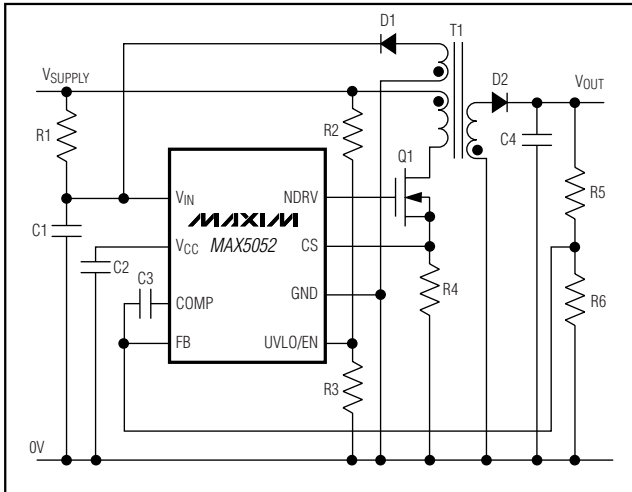 D1
T1
VSUPPLY
D2
VOUT
R1
R2
C4
Q1
R5
VIN
NDRV
MAXIM
MAX5052
C1
VCC
CS
C2
C3
R4
COMP
GND
R6
FB
UVLO/EN
R3
0V